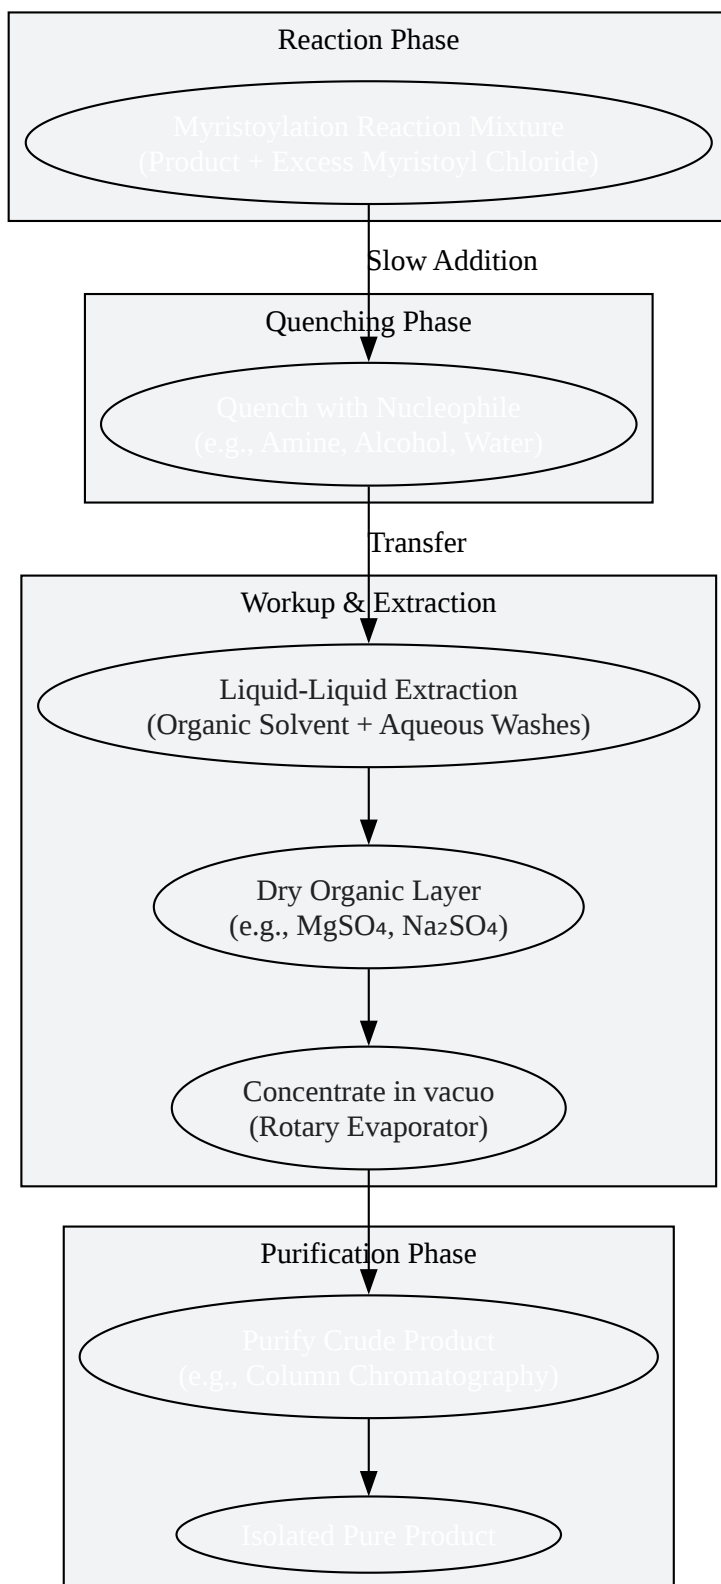 Reaction Phase
Myristoylation Reaction Mixture
(Product + Excess Myristoyl Chloride)
Slow Addition
Quenching Phase
Quench with Nucleophile
(e.g., Amine, Alcohol, Water)
Transfer
Workup & Extraction
Liquid-Liquid Extraction
(Organic Solvent + Aqueous Washes)
Dry Organic Layer
(e.g., MgSO₄, Na₂SO₄)
Concentrate in vacuo
(Rotary Evaporator)
Purification Phase
Purify Crude Product
(e.g., Column Chromatography)
Isolated Pure Product